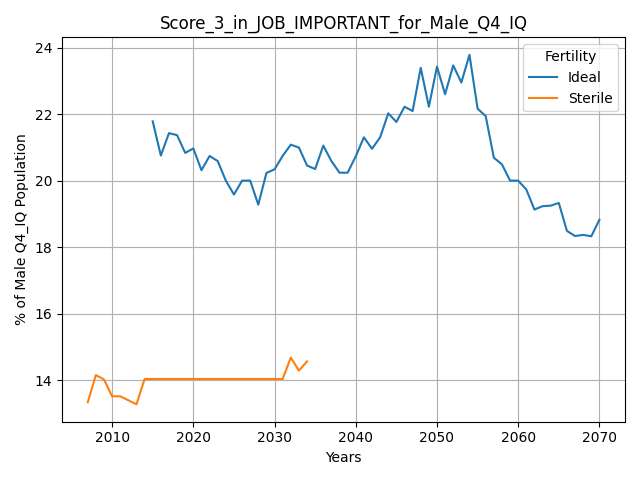 Score_3_in_JOB_IMPORTANT_for_Male_Q4_IQ
Fertility
Ideal
Sterile
% of Male Q4_IQ Population
24
22
20
18
16
14
2010 2020 2030 2040 2050 2060 2070
Years